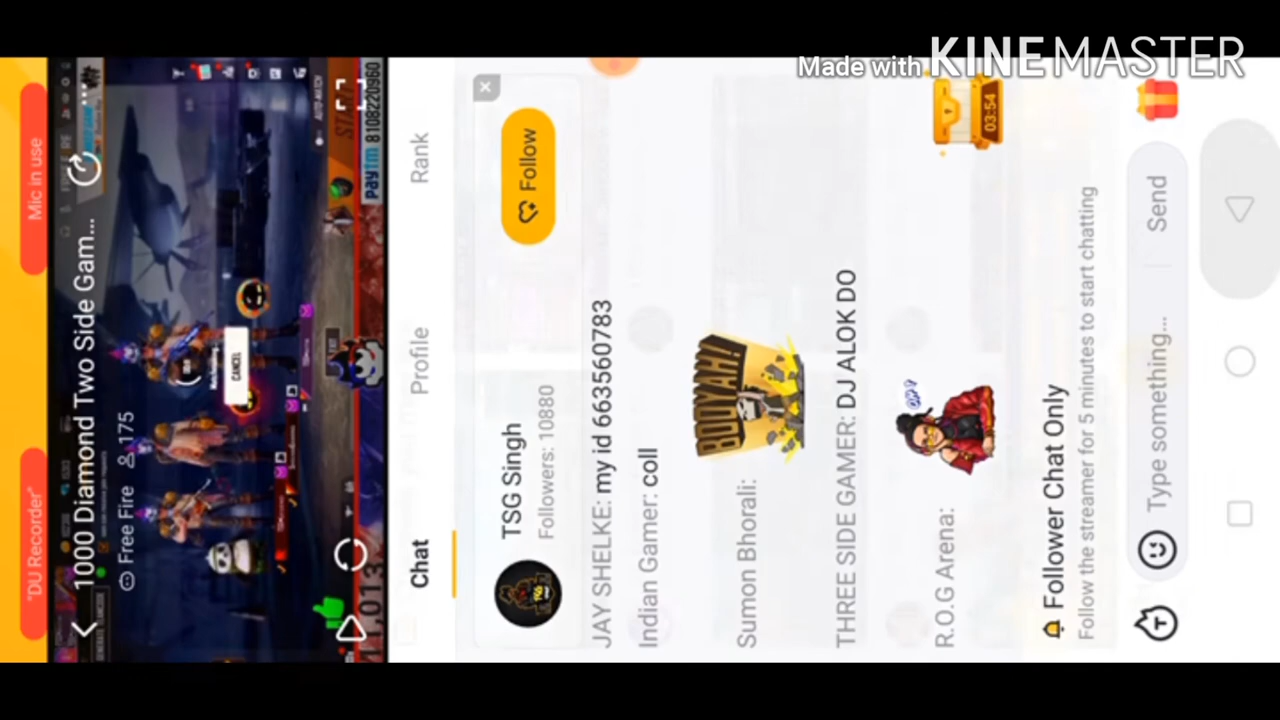 Made with KINEMASTER
"DU Recorder" Mic in use
1000 Diamond Two Side Gam...
Free Fire 175
CANCEL
paytm 8108220960
Chat Profile Rank
TSG Singh
Followers: 10880
Follow
JAY SHELKE: my id 663560783
Indian Gamer: coll
Sumon Bhorali:
BOOYAH!
THREE SIDE GAMER: DJ ALOK DO
R.O.G Arena:
03:54
Follower Chat Only
Follow the streamer for 5 minutes to start chatting
Type something... Send